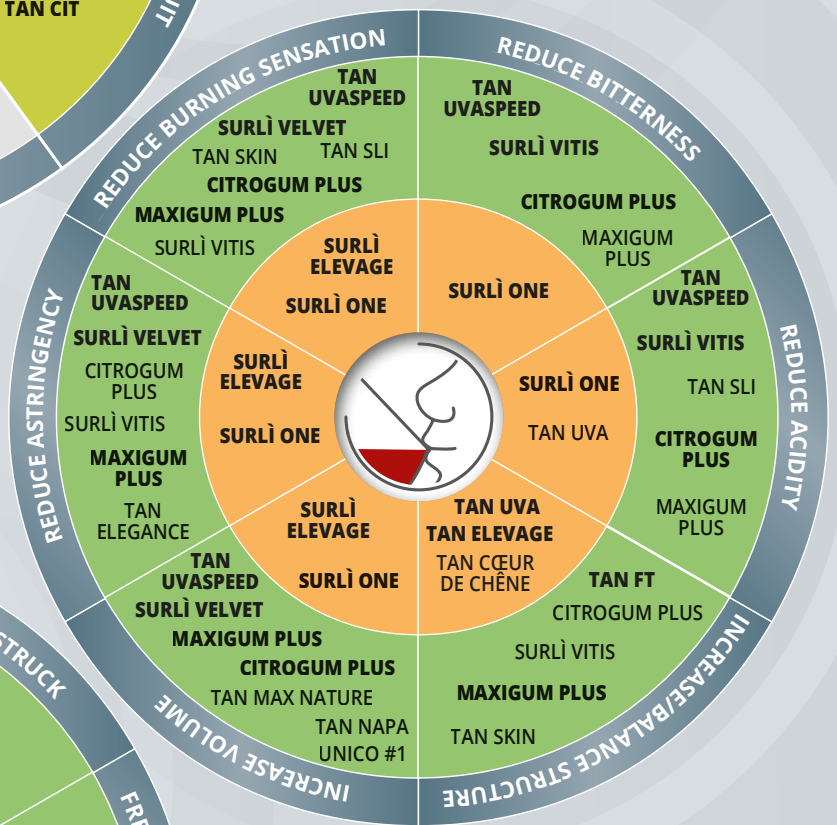 TAN CIT
IIT
REDUCE BURNING SENSATION
TAN
UVASPEED
SURLÌ VELVET
TAN SKIN
TAN SLI
CITROGUM PLUS
MAXIGUM PLUS
SURLÌ VITIS
SURLÌ
ELEVAGE
SURLÌ ONE
REDUCE BITTERNESS
TAN
UVASPEED
SURLÌ VITIS
CITROGUM PLUS
MAXIGUM
PLUS
SURLÌ ONE
REDUCE ACIDITY
TAN
UVASPEED
SURLÌ VITIS
TAN SLI
CITROGUM
PLUS
MAXIGUM
PLUS
SURLÌ ONE
TAN UVA
INCREASE/BALANCE STRUCTURE
TAN UVA
TAN ELEVAGE
TAN CŒUR
DE CHÊNE
TAN FT
CITROGUM PLUS
SURLÌ VITIS
MAXIGUM PLUS
TAN SKIN
INCREASE VOLUME
SURLÌ
ELEVAGE
SURLÌ ONE
TAN
UVASPEED
SURLÌ VELVET
MAXIGUM PLUS
CITROGUM PLUS
TAN MAX NATURE
TAN NAPA
UNICO #1
REDUCE ASTRINGENCY
TAN
UVASPEED
SURLÌ VELVET
CITROGUM
PLUS
SURLÌ VITIS
MAXIGUM
PLUS
TAN
ELEGANCE
SURLÌ
ELEVAGE
SURLÌ ONE
STRUCK
FRE